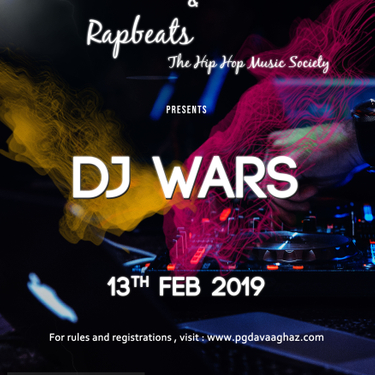 &
Rapbeats
The Hip Hop Music Society
PRESENTS
DJ WARS
13TH FEB 2019
For rules and registrations , visit : www.pgdavaaghaz.com